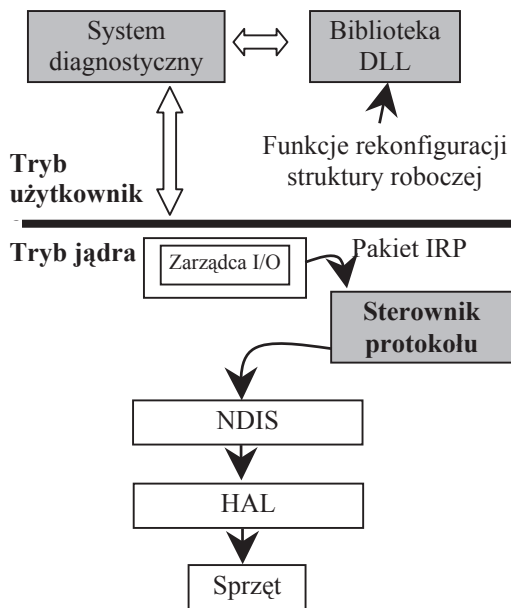 System
diagnostyczny
Biblioteka
DLL
Funkcje rekonfiguracji
struktury roboczej
Tryb
użytkownik
Tryb jądra
Zarządca I/O
Pakiet IRP
Sterownik
protokołu
NDIS
HAL
Sprzęt